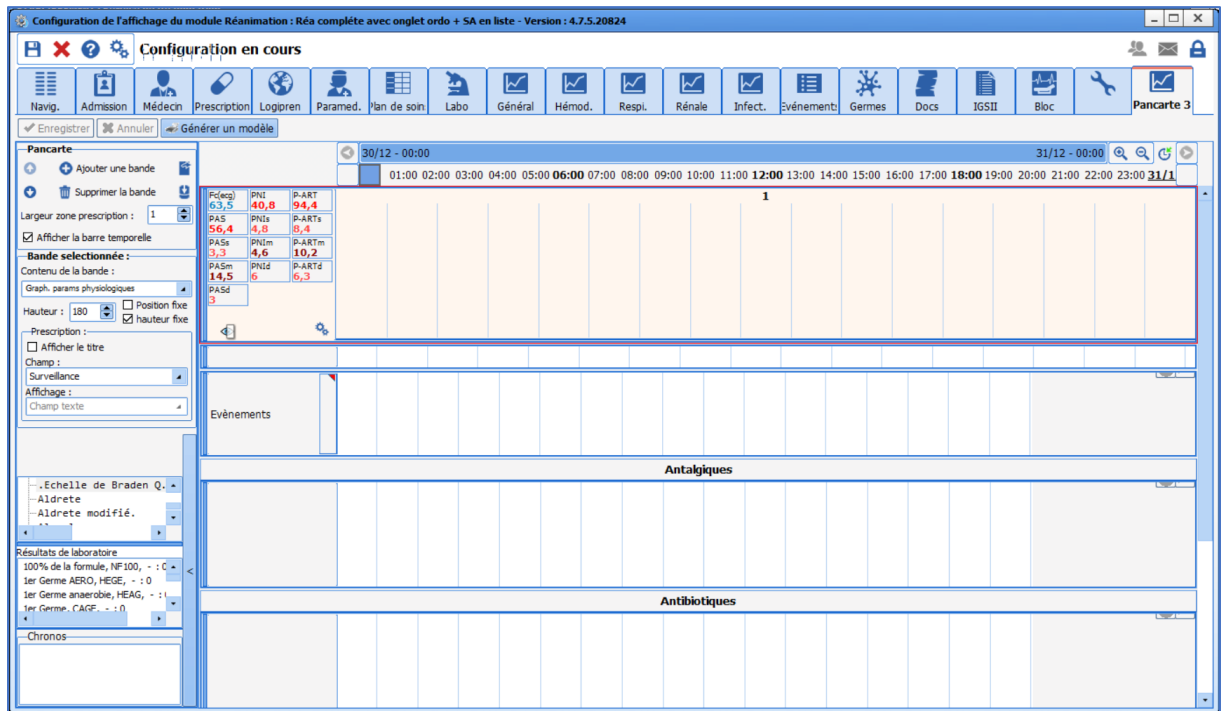 Configuration de l'affichage du module Réanimation : Réa compléte avec onglet ordo + SA en liste - Version : 4.7.5.20824
Configuration en cours
Navig. Admission Médecin Prescription Logipren Paramed. Plan de soin Labo Général Hémod. Respi. Rénale Infect. Evénement Germes Docs IGSII Bloc Pancarte 3
Enregistrer Annuler Générer un modèle
Pancarte
Ajouter une bande
Supprimer la bande
Largeur zone prescription : 1
Afficher la barre temporelle
Bande selectionnée :
Contenu de la bande :
Graph. params physiologiques
Hauteur : 180 Position fixe
hauteur fixe
Prescription :
Afficher le titre
Champ :
Surveillance
Affichage :
Champ texte
.Echelle de Braden Q.
Aldrete
Aldrete modifié.
Résultats de laboratoire
100% de la formule, NF100, - : 0
1er Germe AERO, HEGE, - : 0
1er Germe anaerobie, HEAG, - :
1er Germe, CAGE, - : 0
<
Chronos
30/12 - 00:00 31/12 - 00:00
01:00 02:00 03:00 04:00 05:00 06:00 07:00 08:00 09:00 10:00 11:00 12:00 13:00 14:00 15:00 16:00 17:00 18:00 19:00 20:00 21:00 22:00 23:00 31/1
Fc(ecg) PNI P-ART
63,5 40,8 94,4
PAS PNIs P-ARTs
56,4 4,8 8,4
PASs PNIm P-ARTm
3,3 4,6 10,2
PASm PNId P-ARTd
14,5 6 6,3
PASd
3
1
Evènements
Antalgiques
Antibiotiques